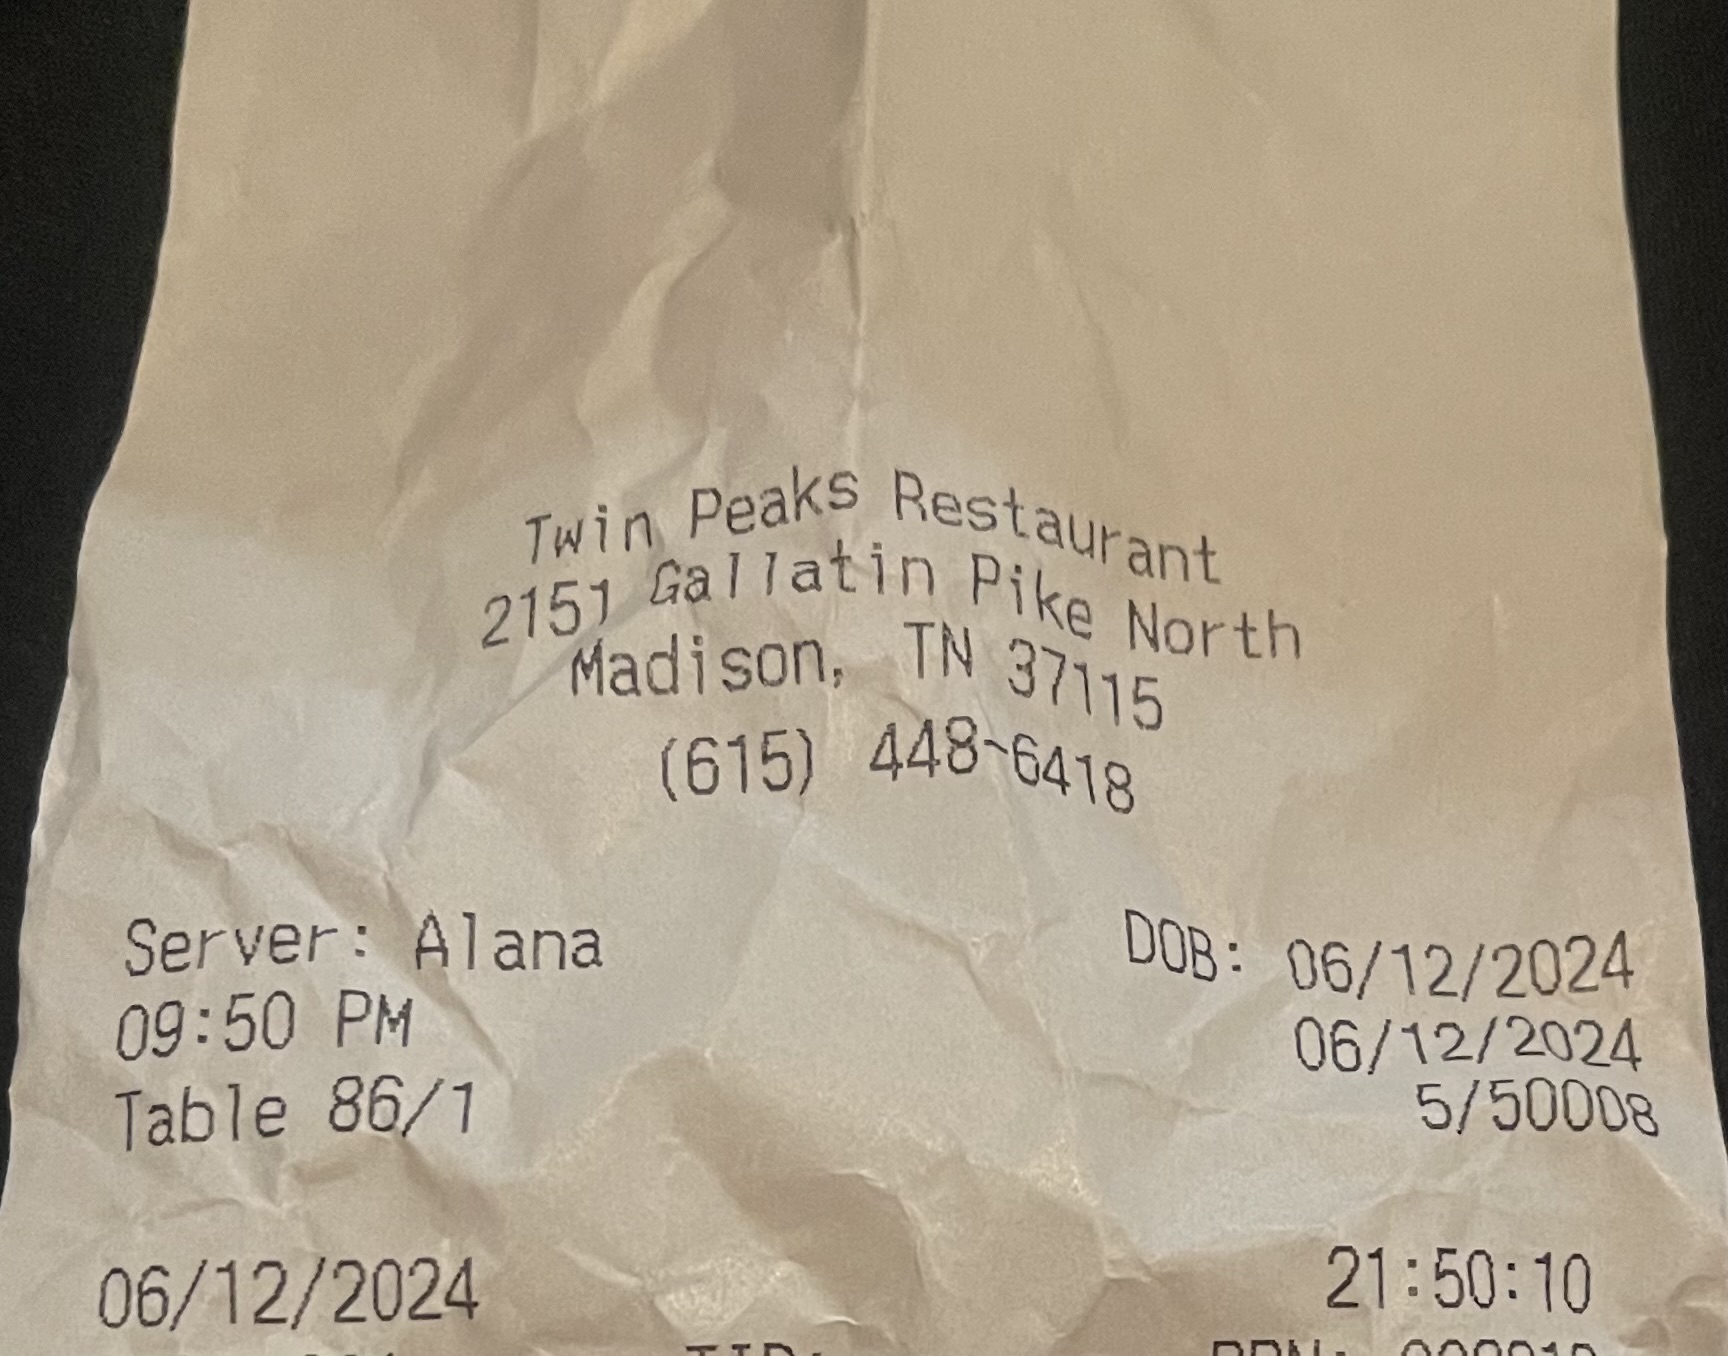 Twin Peaks Restaurant
2151 Gallatin Pike North
Madison, TN 37115
(615) 448-6418
Server: Alana DOB: 06/12/2024
09:50 PM 06/12/2024
Table 86/1 5/50008
06/12/2024 21:50:10